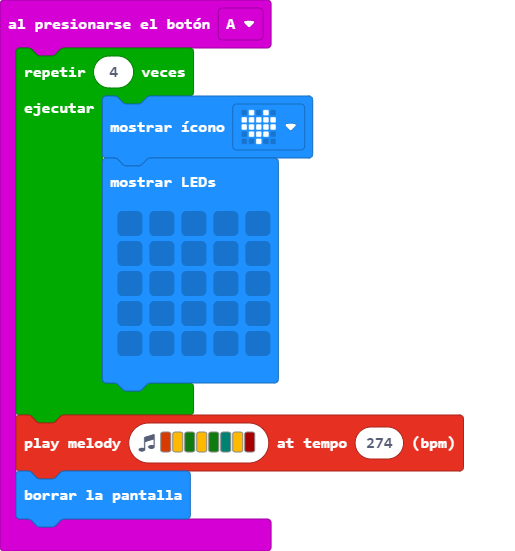 al presionarse el botón A
repetir 4 veces
ejecutar
mostrar ícono
mostrar LEDs
play melody at tempo 274 (bpm)
borrar la pantalla